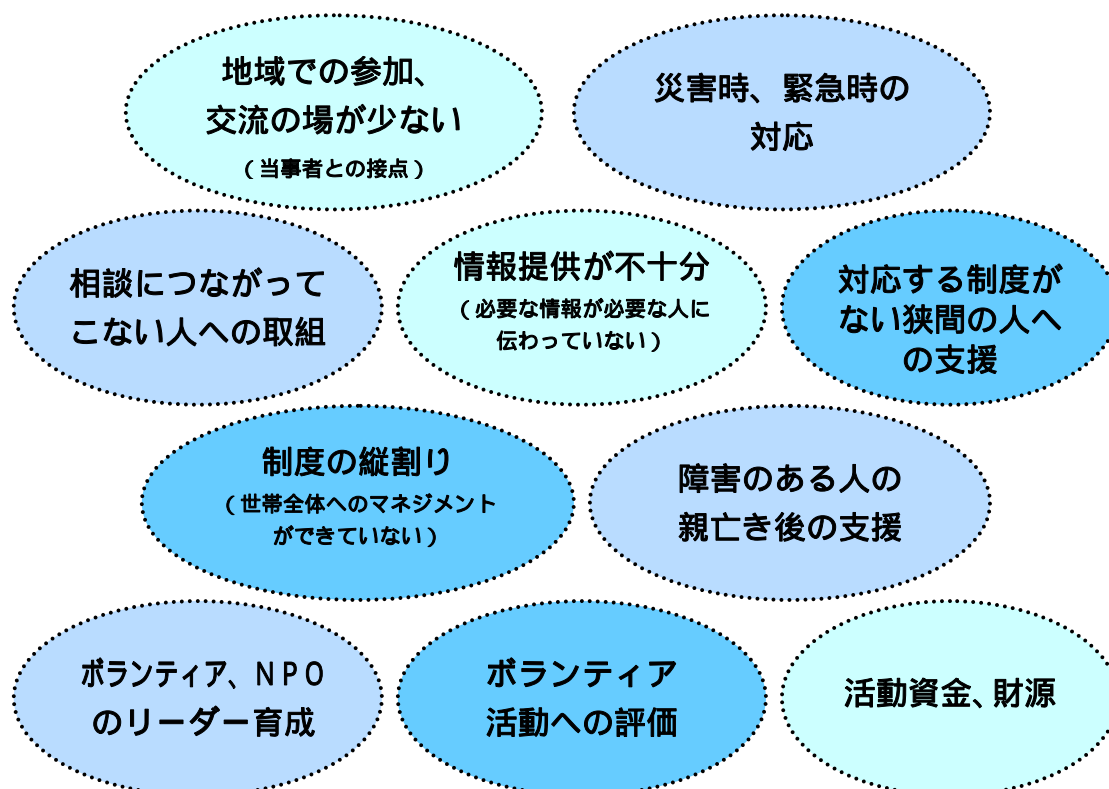 地域での参加、
交流の場が少ない
（当事者との接点）
災害時、緊急時の
対応
相談につながって
こない人への取組
情報提供が不十分
（必要な情報が必要な人に
伝わっていない）
対応する制度が
ない狭間の人へ
の支援
制度の縦割り
（世帯全体へのマネジメント
ができていない）
障害のある人の
親亡き後の支援
ボランティア、ＮＰＯ
のリーダー育成
ボランティア
活動への評価
活動資金、財源